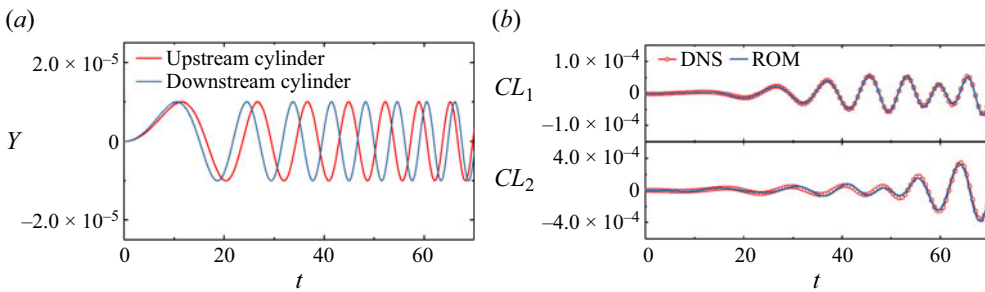 (a)
2.0 × 10⁻⁵
0
–2.0 × 10⁻⁵
Y
Upstream cylinder
Downstream cylinder
0 20 40 60
t
(b)
CL₁
1.0 × 10⁻⁴
0
–1.0 × 10⁻⁴
DNS ROM
CL₂
4.0 × 10⁻⁴
0
–4.0 × 10⁻⁴
0 20 40 60
t